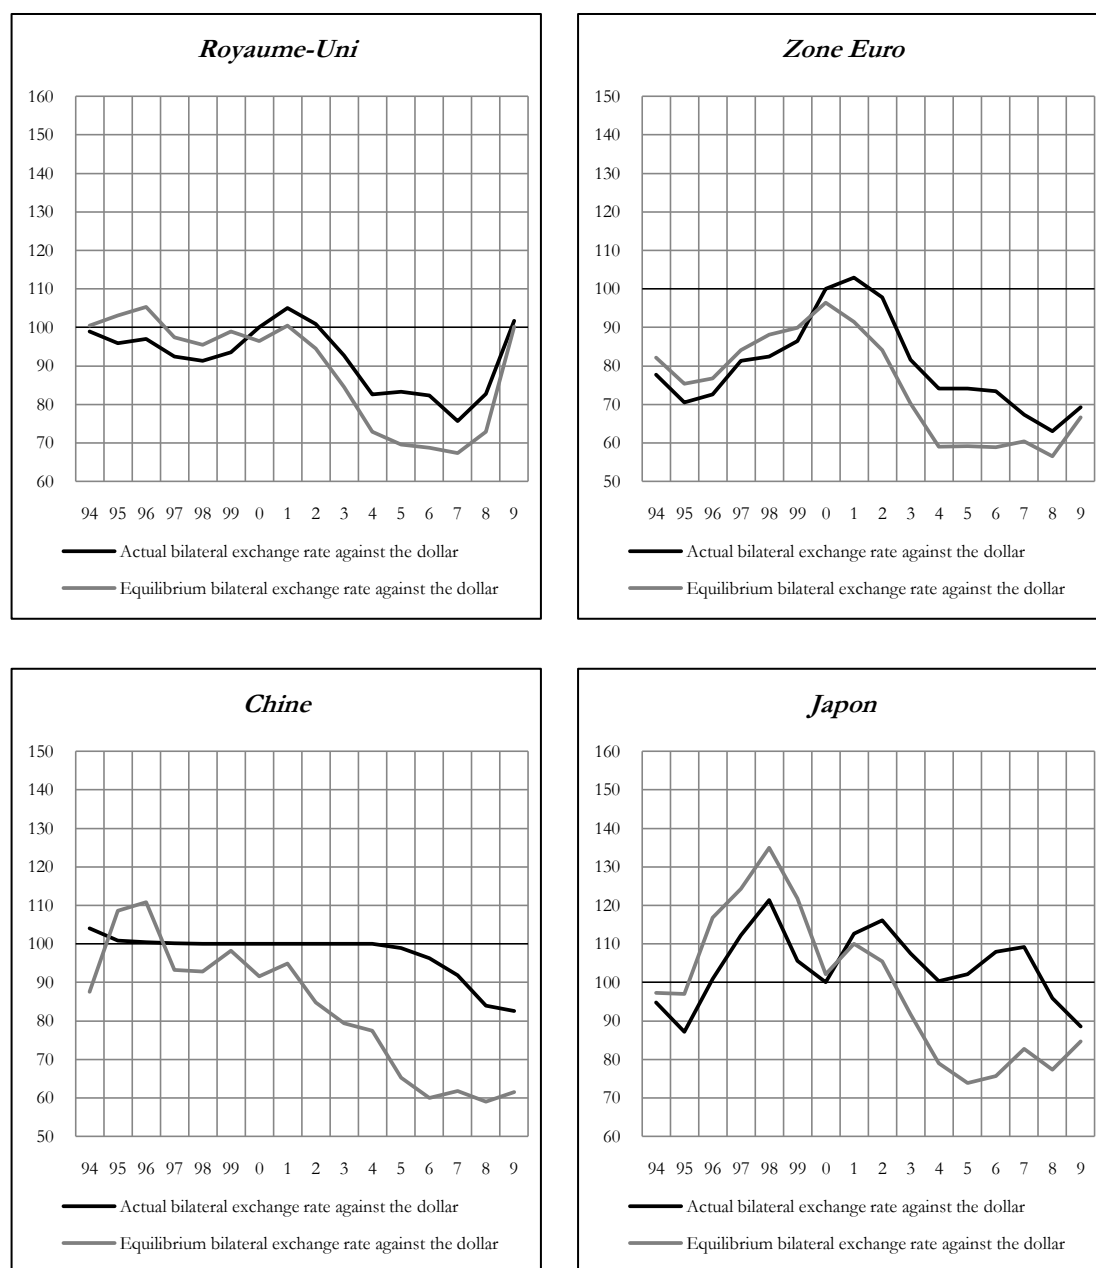 Royaume-Uni
160
150
140
130
120
110
100
90
80
70
60
94 95 96 97 98 99 0 1 2 3 4 5 6 7 8 9
Actual bilateral exchange rate against the dollar
Equilibrium bilateral exchange rate against the dollar
Zone Euro
150
140
130
120
110
100
90
80
70
60
50
94 95 96 97 98 99 0 1 2 3 4 5 6 7 8 9
Actual bilateral exchange rate against the dollar
Equilibrium bilateral exchange rate against the dollar
Chine
150
140
130
120
110
100
90
80
70
60
50
94 95 96 97 98 99 0 1 2 3 4 5 6 7 8 9
Actual bilateral exchange rate against the dollar
Equilibrium bilateral exchange rate against the dollar
Japon
160
150
140
130
120
110
100
90
80
70
60
94 95 96 97 98 99 0 1 2 3 4 5 6 7 8 9
Actual bilateral exchange rate against the dollar
Equilibrium bilateral exchange rate against the dollar